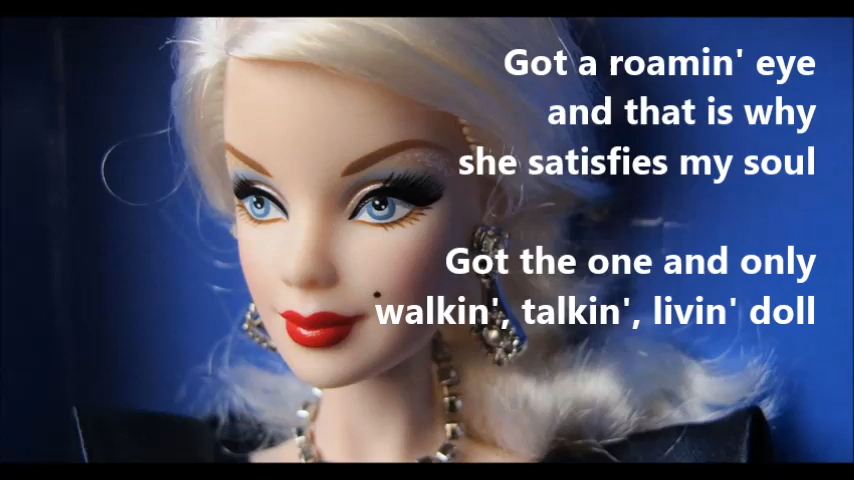 Got a roamin' eye
and that is why
she satisfies my soul
Got the one and only
walkin', talkin', livin' doll